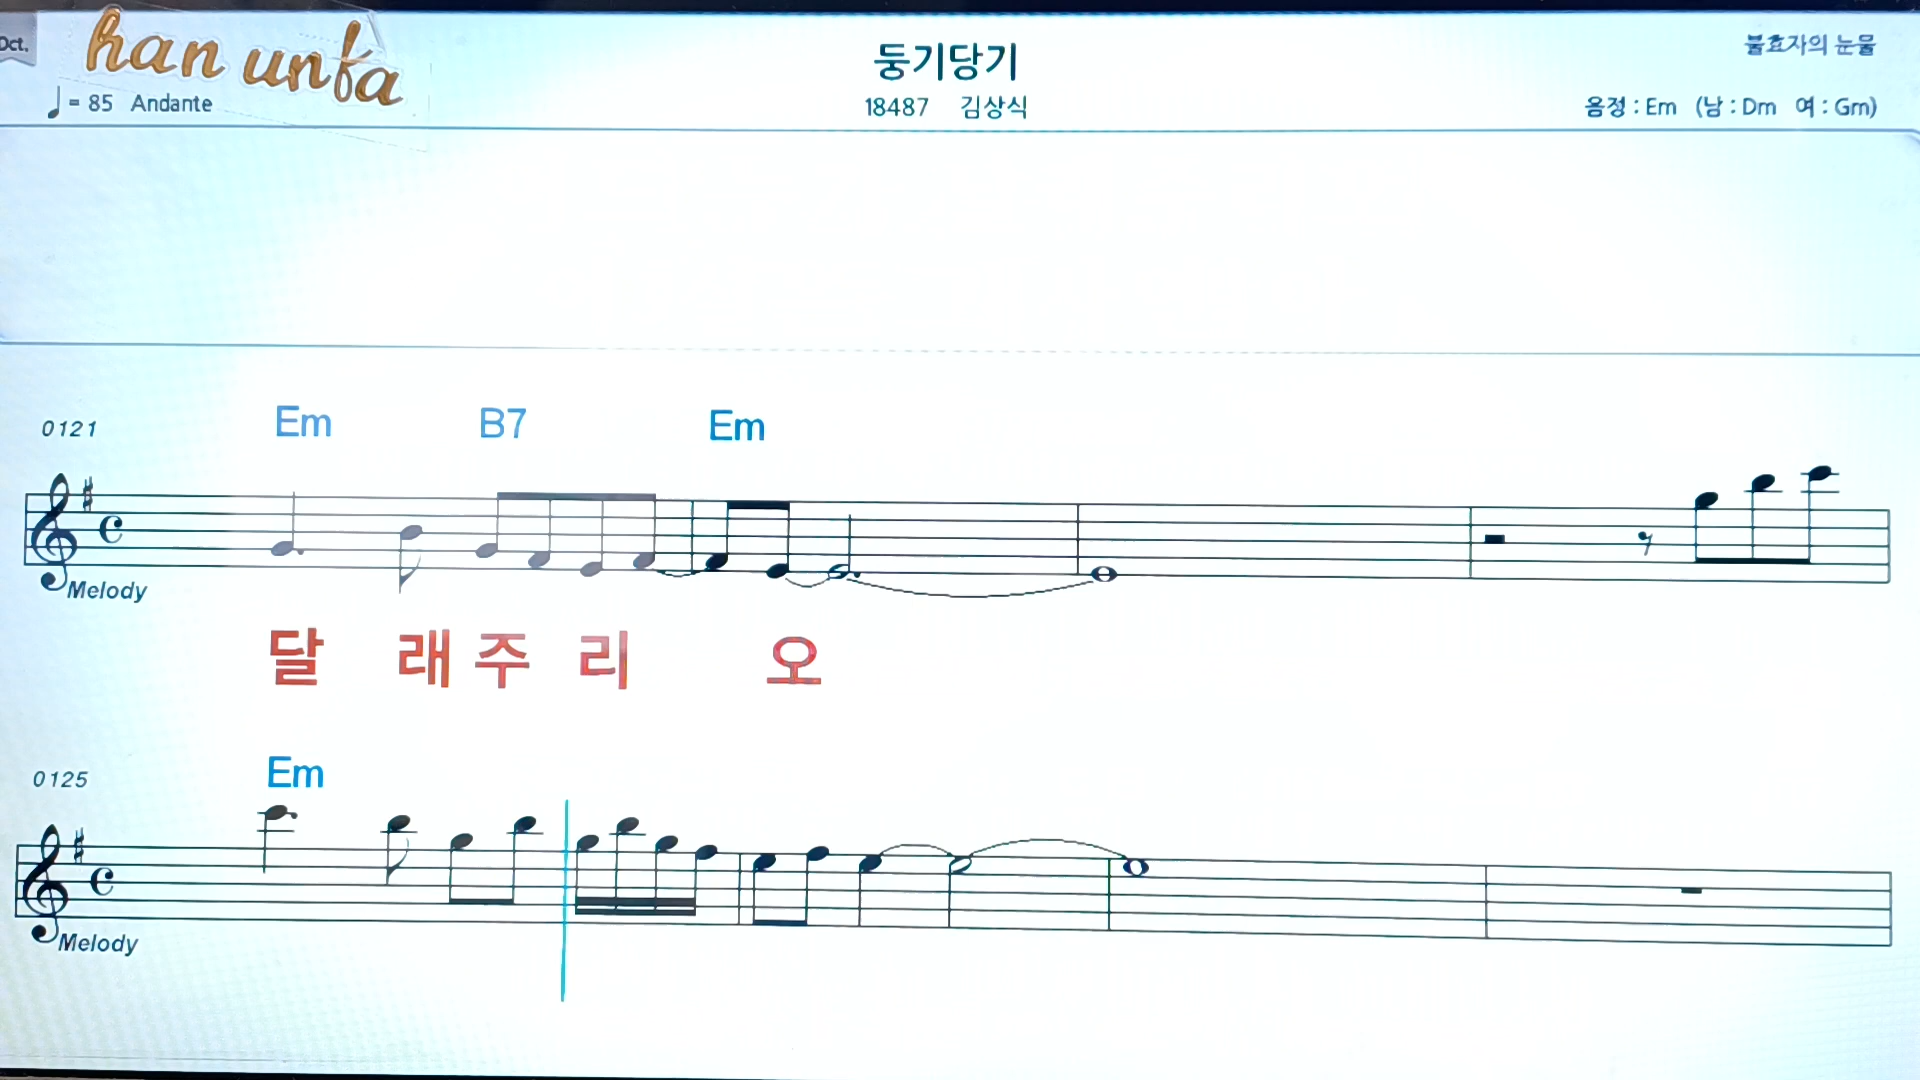 Oct.
han unfa
♩= 85 Andante
둥기당기
18487 김상식
불효자의 눈물
음정 : Em (남 : Dm 여 : Gm)
0121
Em B7 Em
Melody
달 래 주 리 오
0125
Em
Melody